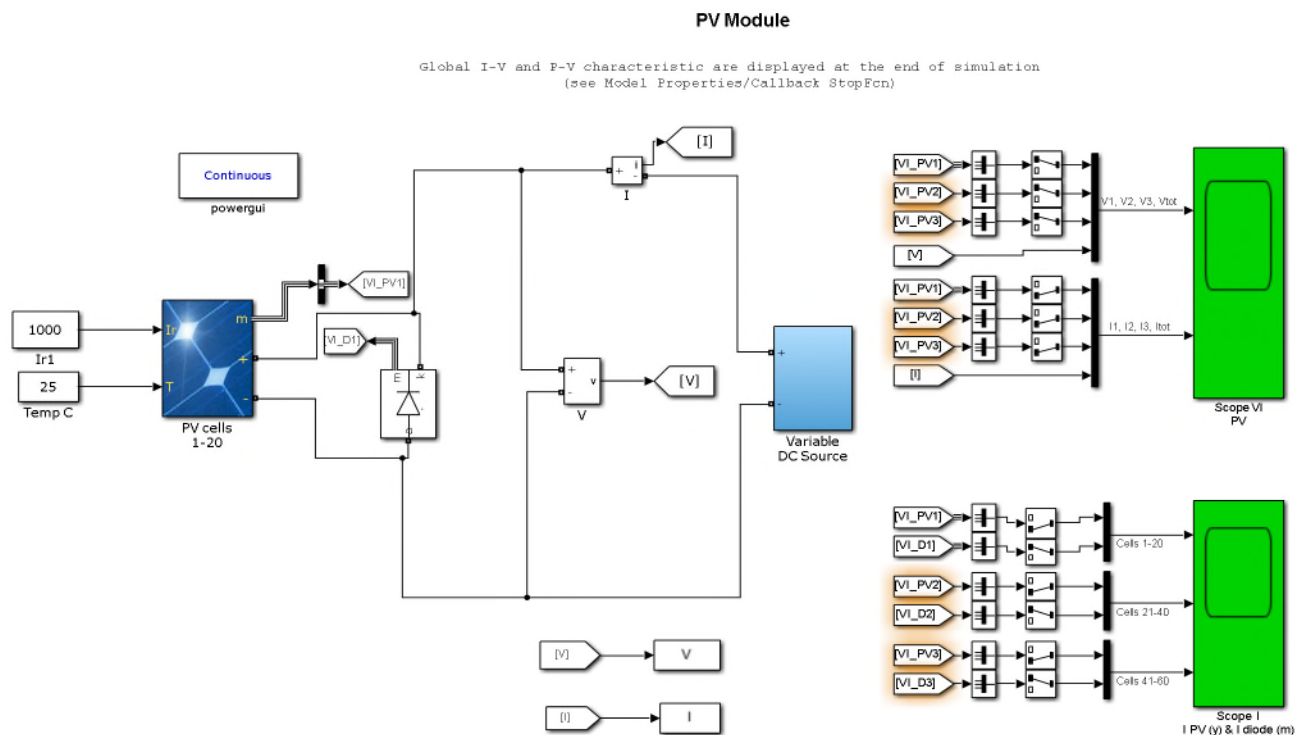 PV Module
Global I-V and P-V characteristic are displayed at the end of simulation
(see Model Properties/Callback StopFcn)
Continuous
powergui
[I]
+
i
-
I
[VI_PV1]
1000
Ir1
25
Temp C
Ir
T
m
+
-
PV cells
1-20
[VI_D1]
m
k
a
+
-
v
V
[V]
+
-
Variable
DC Source
[V]
V
[I]
I
[VI_PV1]
[VI_PV2]
[VI_PV3]
[V]
V1, V2, V3, Vtot
[VI_PV1]
[VI_PV2]
[VI_PV3]
[I]
I1, I2, I3, Itot
Scope VI
PV
[VI_PV1]
[VI_D1]
Cells 1-20
[VI_PV2]
[VI_D2]
Cells 21-40
[VI_PV3]
[VI_D3]
Cells 41-60
Scope I
I PV (y) & I diode (m)